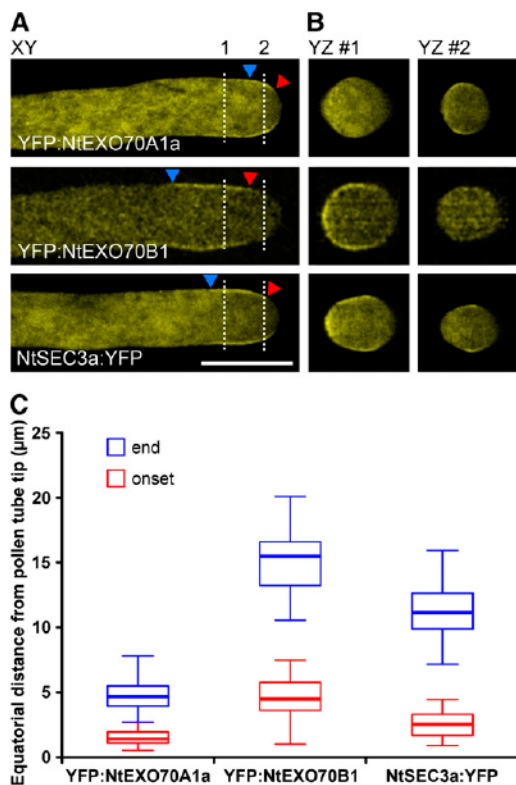 A
B
XY
1
2
YZ #1
YZ #2
YFP:NtEXO70A1a
YFP:NtEXO70B1
NtSEC3a:YFP
C
Equatorial distance from pollen tube tip (μm)
25
20
15
10
5
0
end
onset
YFP:NtEXO70A1a
YFP:NtEXO70B1
NtSEC3a:YFP